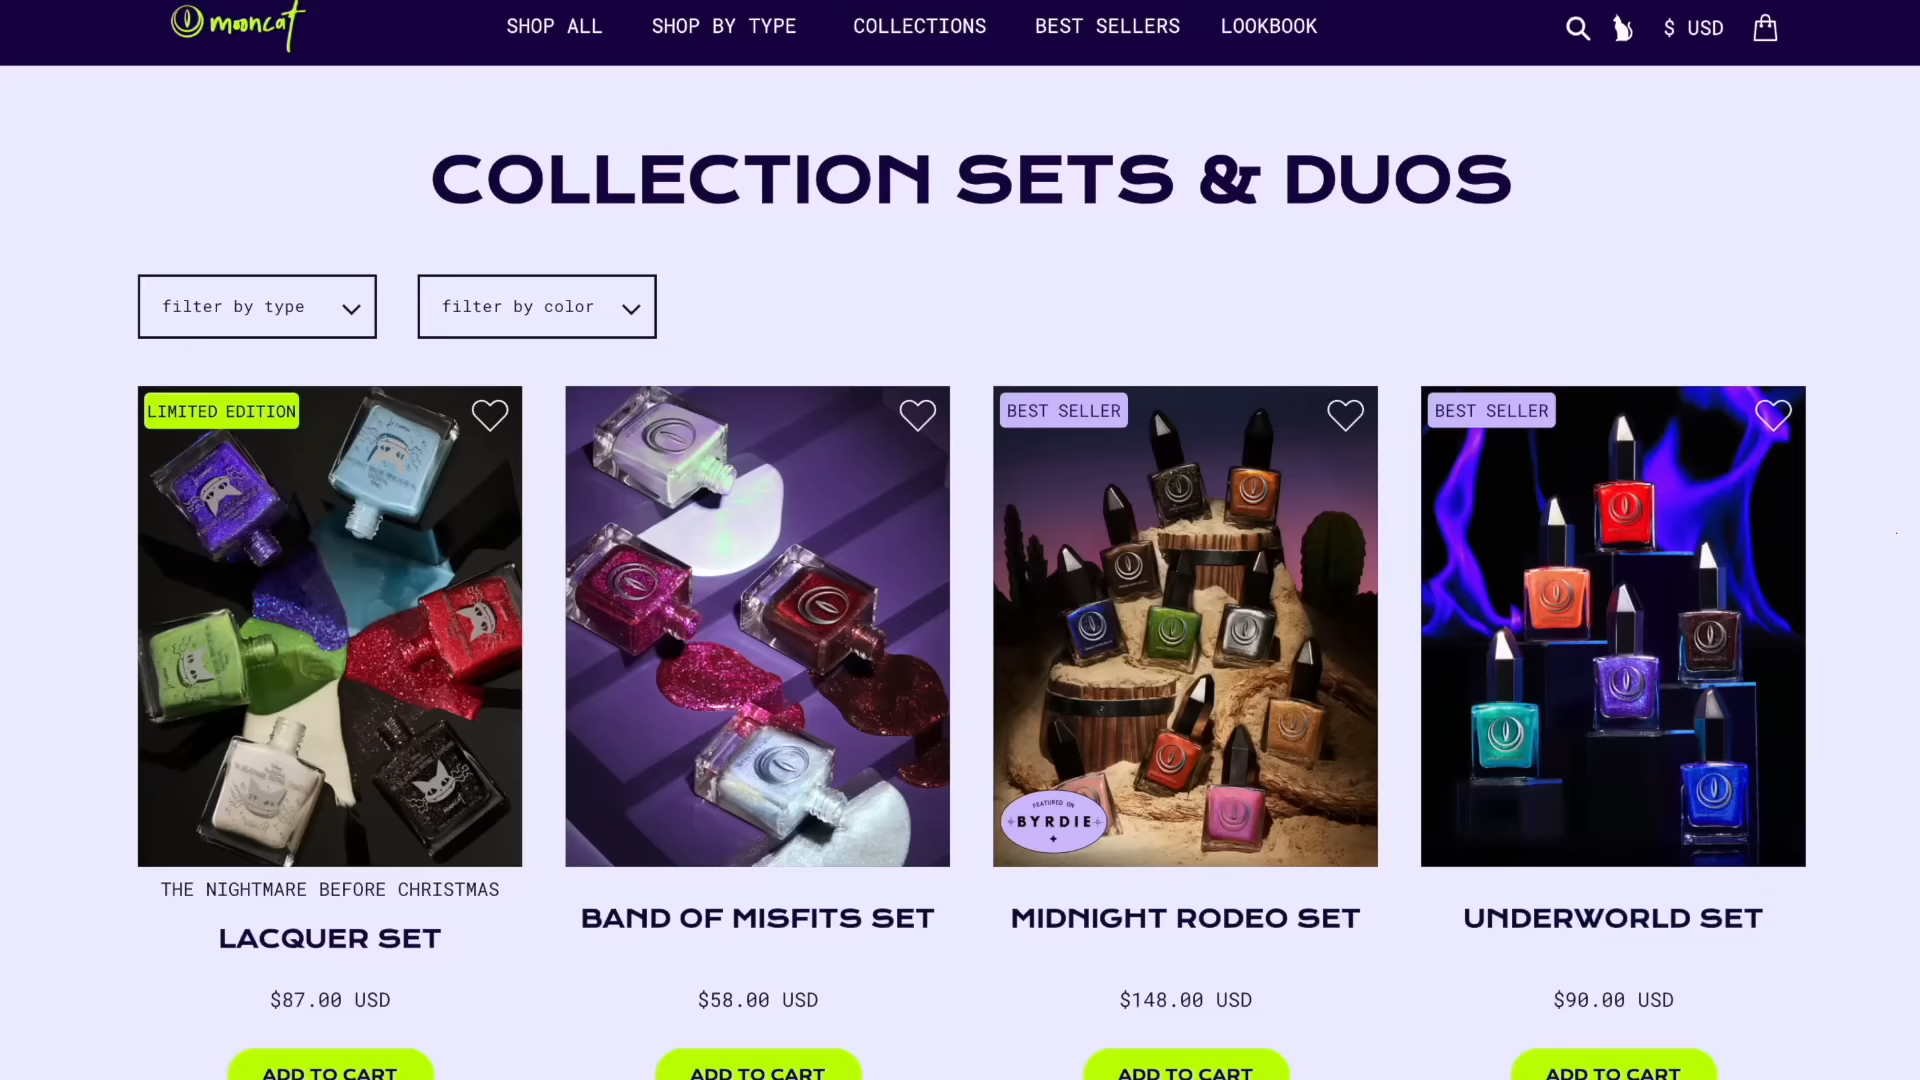 mooncat
SHOP ALL
SHOP BY TYPE
COLLECTIONS
BEST SELLERS
LOOKBOOK
$ USD
COLLECTION SETS & DUOS
filter by type
filter by color
LIMITED EDITION
BEST SELLER
BEST SELLER
FEATURED ON
BYRDIE
THE NIGHTMARE BEFORE CHRISTMAS
LACQUER SET
BAND OF MISFITS SET
MIDNIGHT RODEO SET
UNDERWORLD SET
$87.00 USD
$58.00 USD
$148.00 USD
$90.00 USD
ADD TO CART
ADD TO CART
ADD TO CART
ADD TO CART